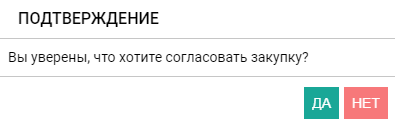 ПОДТВЕРЖДЕНИЕ
Вы уверены, что хотите согласовать закупку?
ДА НЕТ